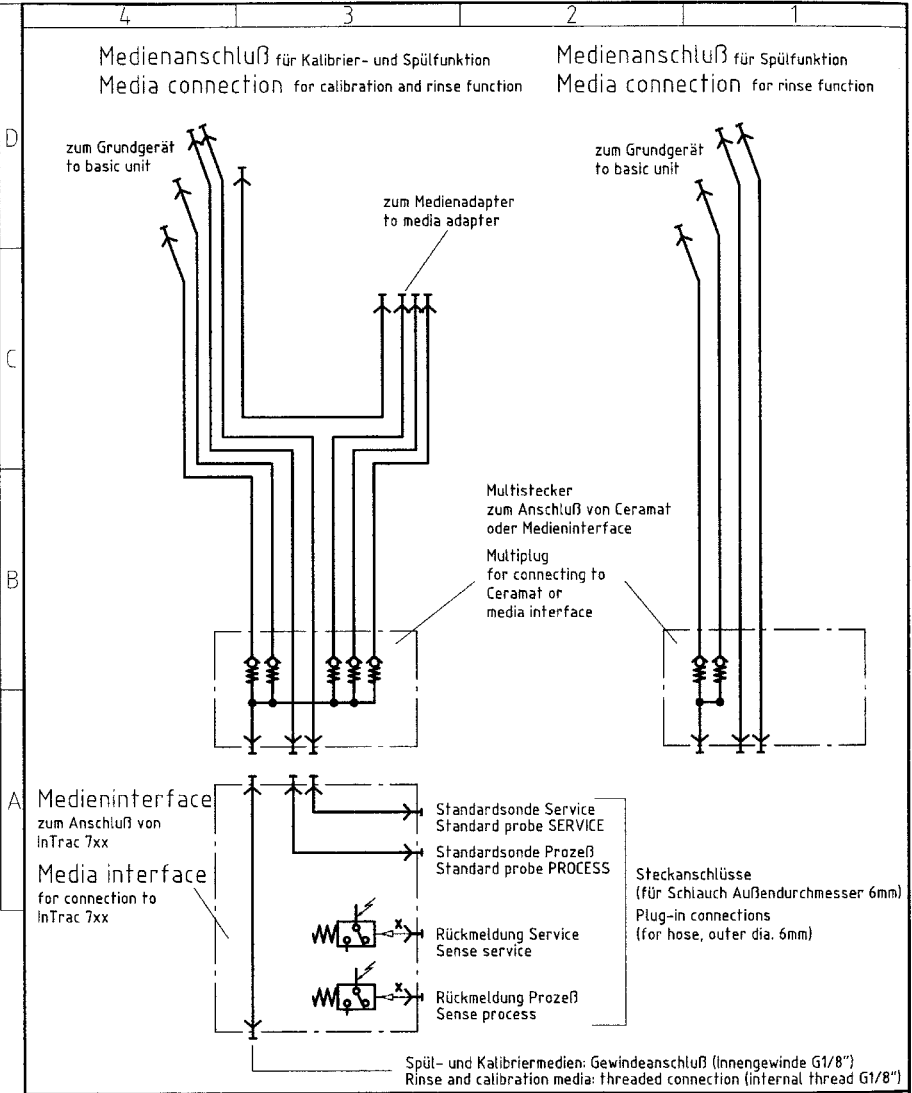 4 3 2 1
Medienanschluß für Kalibrier- und Spülfunktion
Media connection for calibration and rinse function
Medienanschluß für Spülfunktion
Media connection for rinse function
D
zum Grundgerät
to basic unit
zum Medienadapter
to media adapter
zum Grundgerät
to basic unit
C
Multistecker
zum Anschluß von Ceramat
oder Medieninterface
Multiplug
for connecting to
Ceramat or
media interface
B
A
Medieninterface
zum Anschluß von
InTrac 7xx
Media interface
for connection to
InTrac 7xx
Standardsonde Service
Standard probe SERVICE
Standardsonde Prozeß
Standard probe PROCESS
x
Rückmeldung Service
Sense service
x
Rückmeldung Prozeß
Sense process
Steckanschlüsse
(für Schlauch Außendurchmesser 6mm)
Plug-in connections
(for hose, outer dia. 6mm)
Spül- und Kalibriermedien: Gewindeanschluß (Innengewinde G1/8")
Rinse and calibration media: threaded connection (internal thread G1/8")